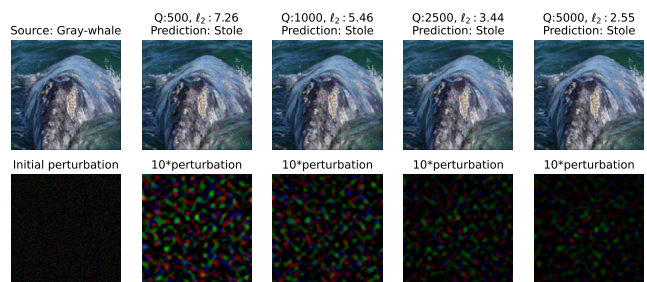 Source: Gray-whale
Q:500, ℓ₂ : 7.26
Prediction: Stole
Q:1000, ℓ₂ : 5.46
Prediction: Stole
Q:2500, ℓ₂ : 3.44
Prediction: Stole
Q:5000, ℓ₂ : 2.55
Prediction: Stole
Initial perturbation
10*perturbation
10*perturbation
10*perturbation
10*perturbation